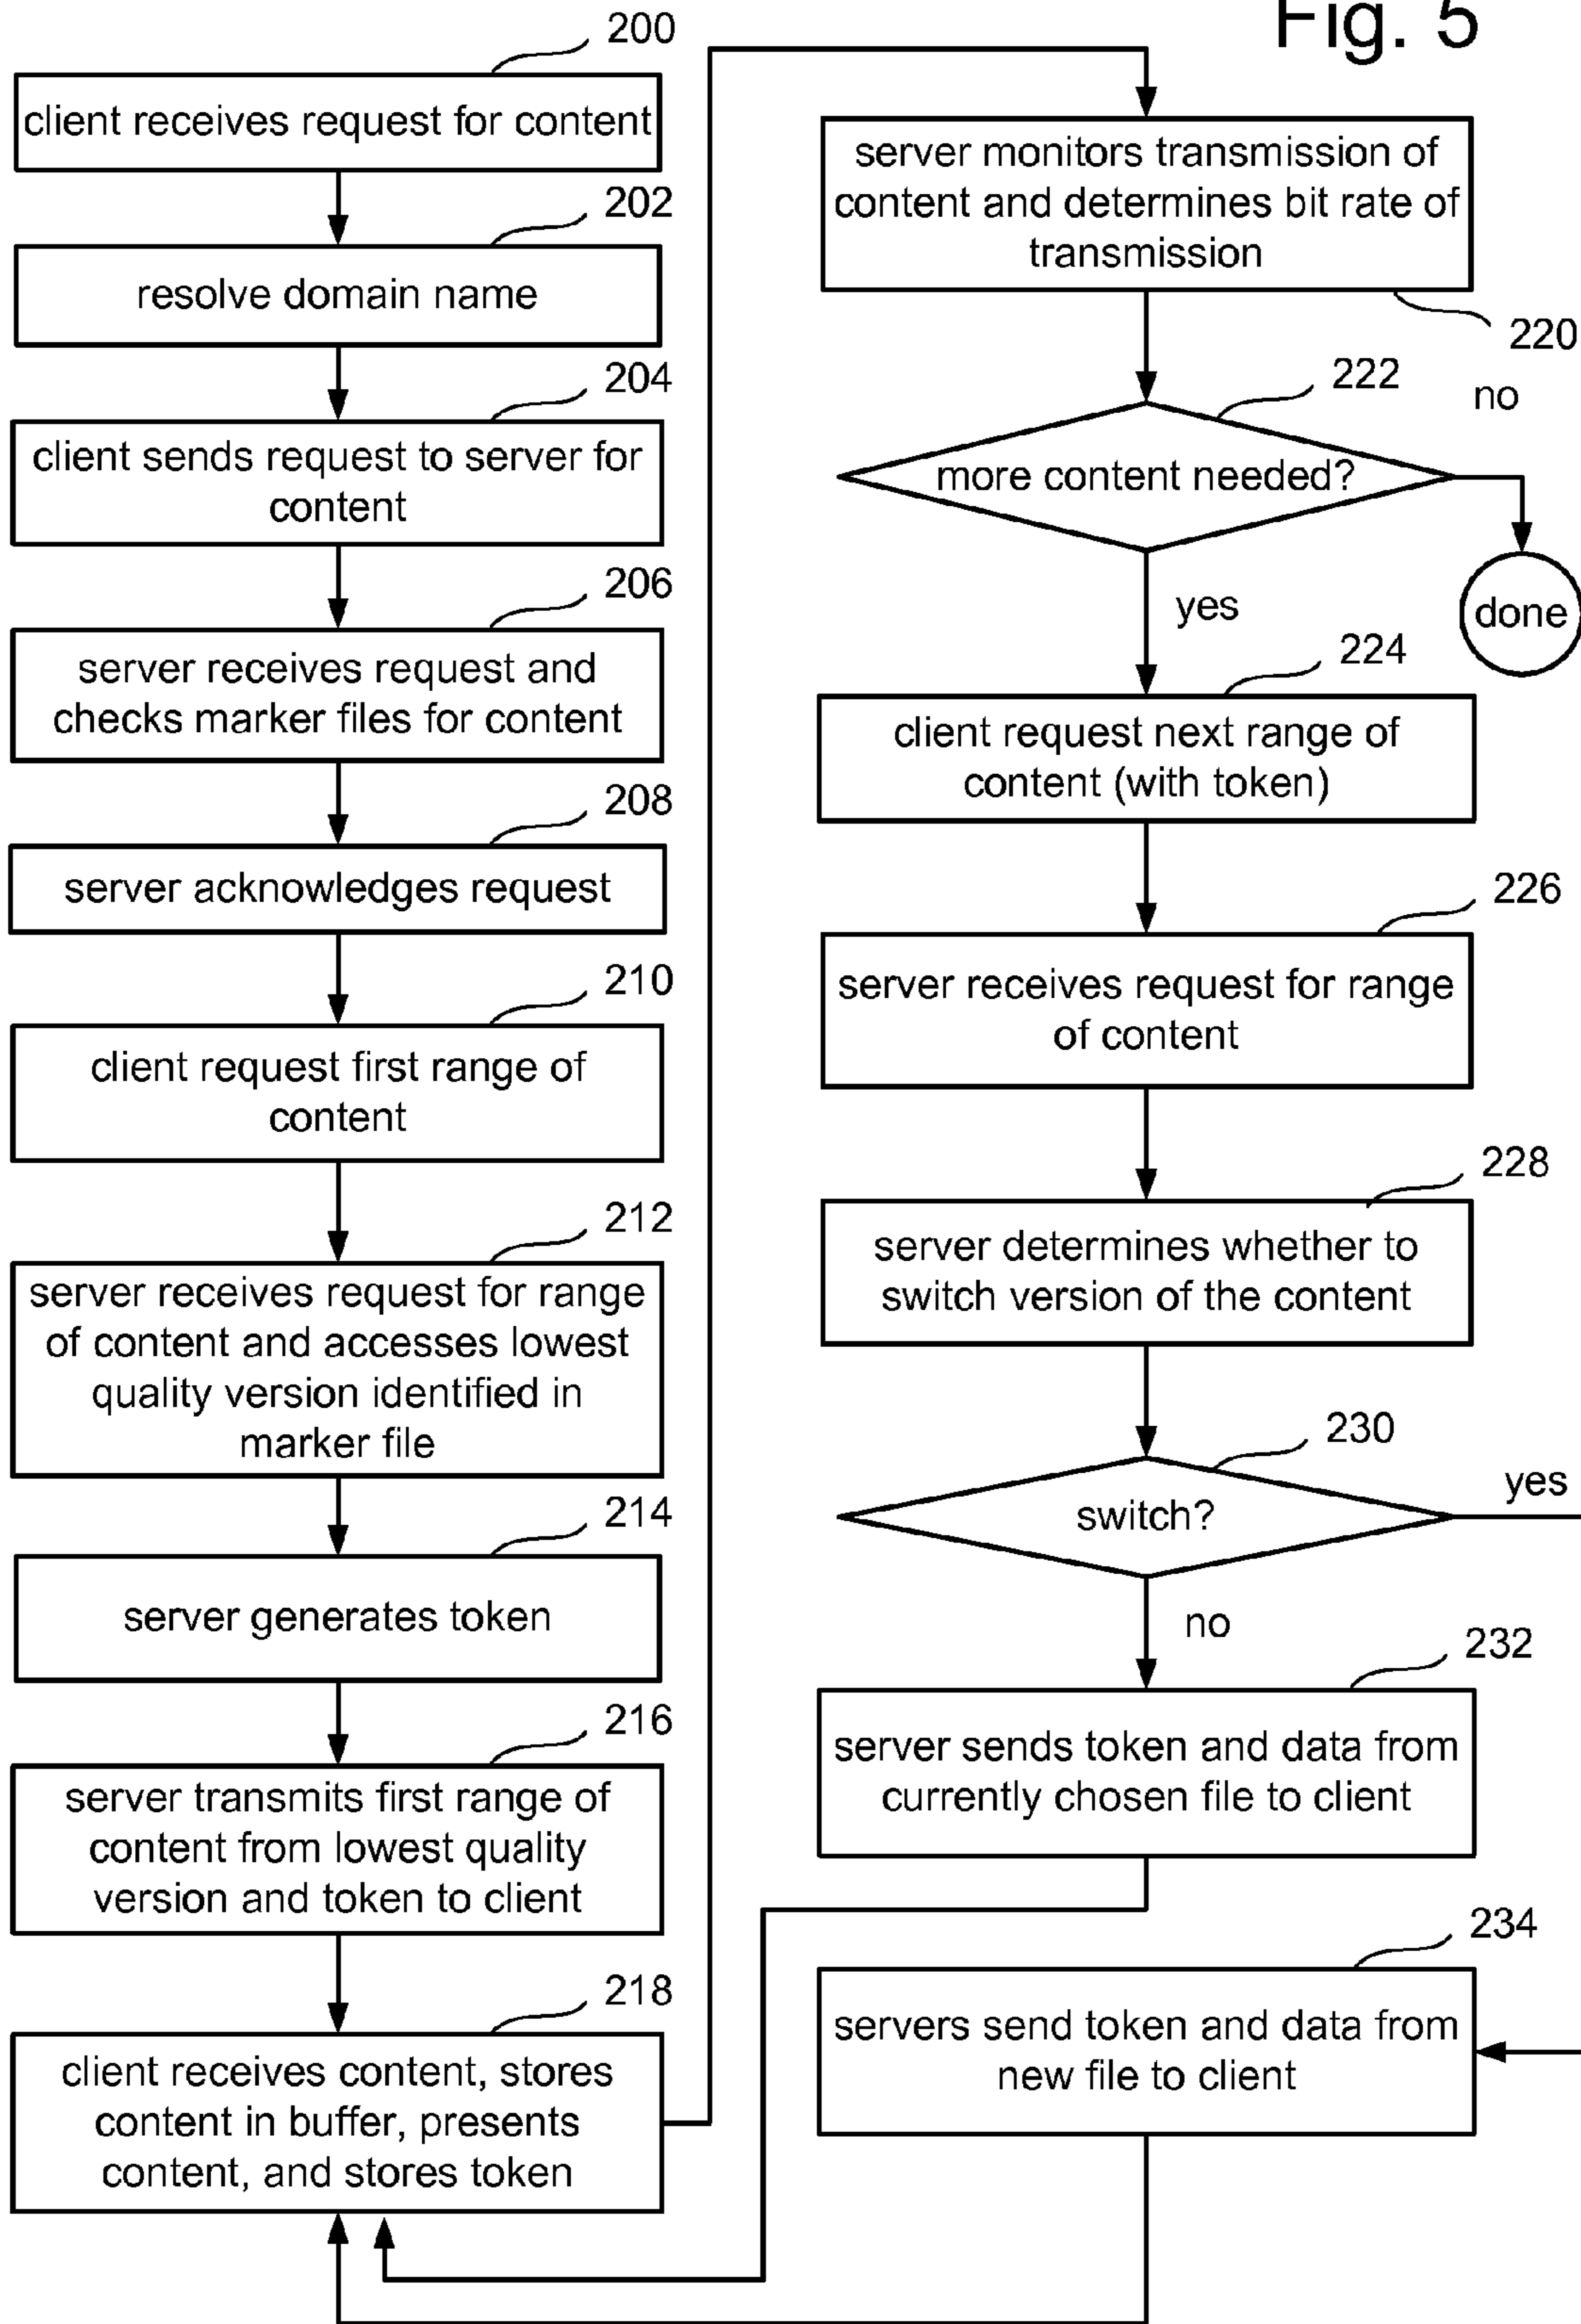 Fig. 5
200
client receives request for content
202
resolve domain name
204
client sends request to server for
content
206
server receives request and
checks marker files for content
208
server acknowledges request
210
client request first range of
content
212
server receives request for range
of content and accesses lowest
quality version identified in
marker file
214
server generates token
216
server transmits first range of
content from lowest quality
version and token to client
218
client receives content, stores
content in buffer, presents
content, and stores token
server monitors transmission of
content and determines bit rate of
transmission
220
222
no
more content needed?
done
yes
224
client request next range of
content (with token)
226
server receives request for range
of content
228
server determines whether to
switch version of the content
230
yes
switch?
no
232
server sends token and data from
currently chosen file to client
234
servers send token and data from
new file to client